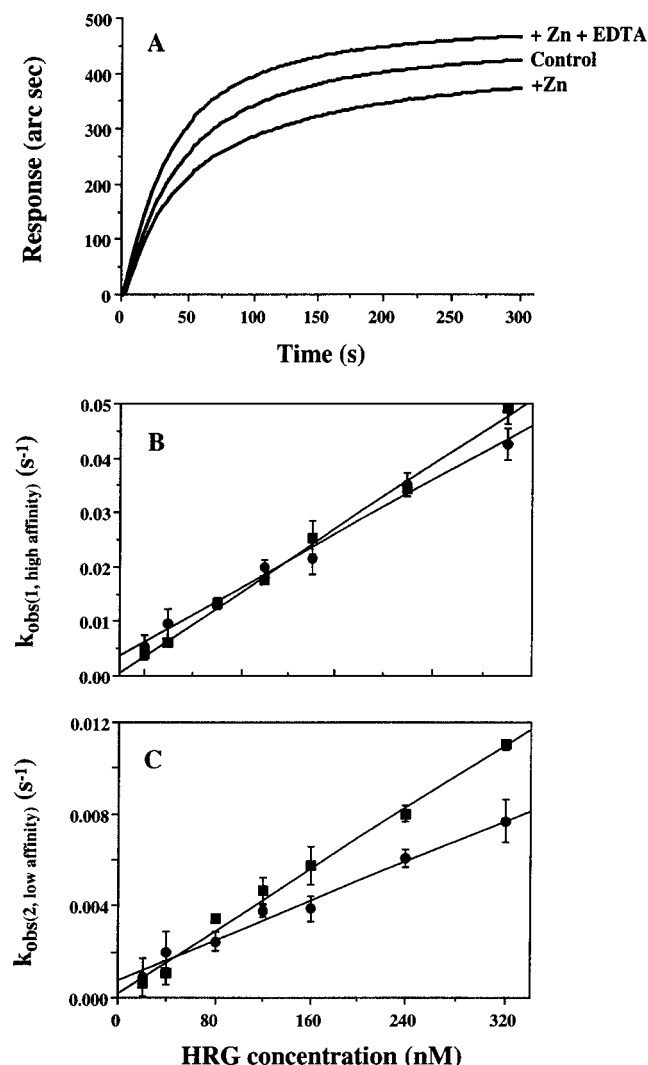 A
500
400
300
200
100
0
Response (arc sec)
+ Zn + EDTA
Control
+Zn
0 50 100 150 200 250 300
Time (s)
B
0.05
0.04
0.03
0.02
0.01
0.00
kobs(1, high affinity) (s-1)
C
0.012
0.008
0.004
0.000
kobs(2, low affinity) (s-1)
0 80 160 240 320
HRG concentration (nM)